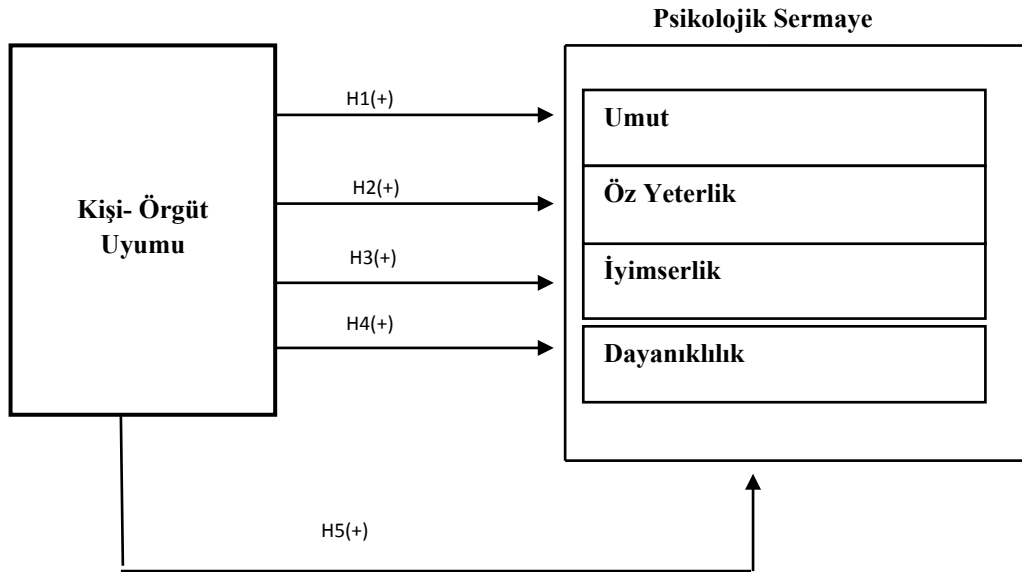 Psikolojik Sermaye
H1(+)
Umut
H2(+)
Öz Yeterlik
Kişi- Örgüt
Uyumu
H3(+)
İyimserlik
H4(+)
Dayanıklılık
H5(+)